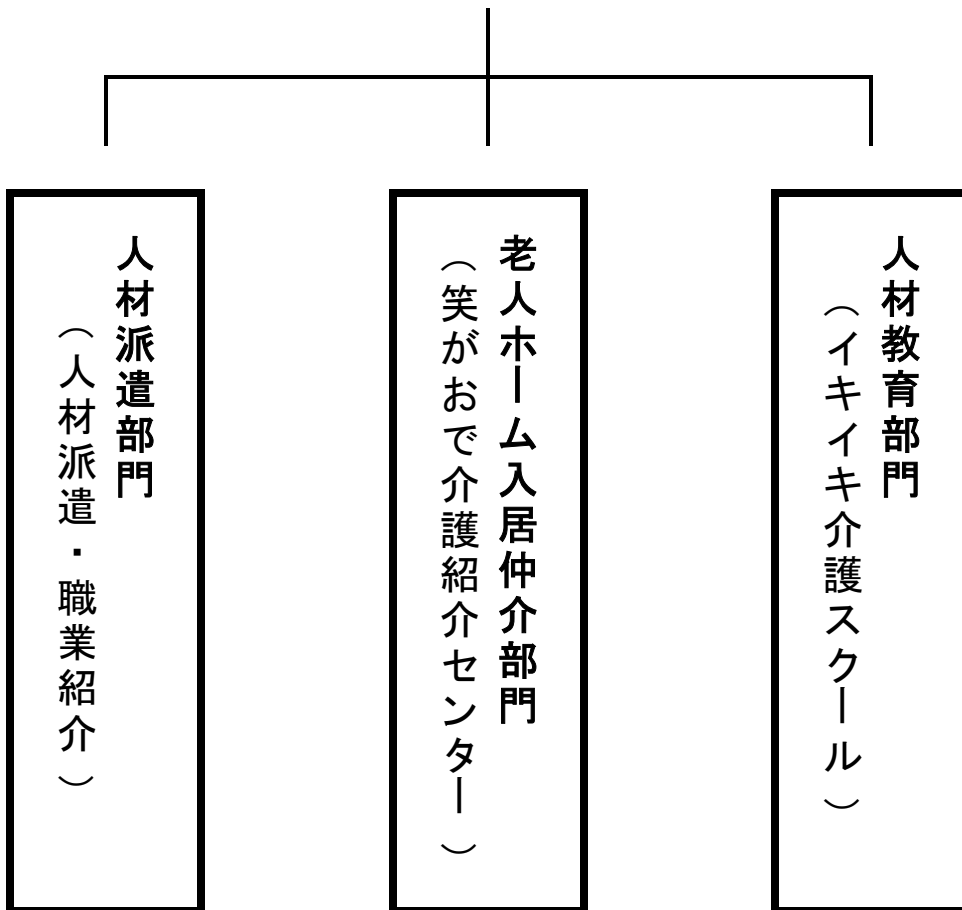 人材教育部門
（イキイキ介護スクール）
老人ホーム入居仲介部門
（笑がおで介護紹介センター）
人材派遣部門
（人材派遣・職業紹介）